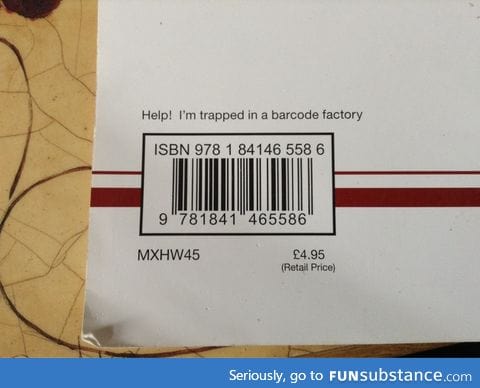 Help! I'm trapped in a barcode factory
ISBN 978 1 84146 558 6
9 781841 465586
MXHW45
£4.95
(Retail Price)
Seriously, go to FUNsubstance.com